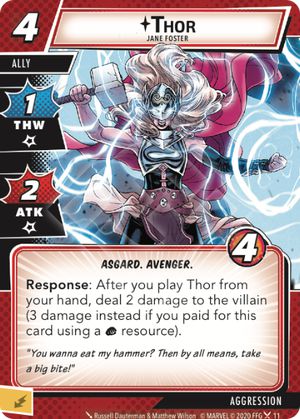 4
Thor
JANE FOSTER
ALLY
1
THW
2
ATK
4
ASGARD. AVENGER.
Response: After you play Thor from
your hand, deal 2 damage to the villain
(3 damage instead if you paid for this
card using a resource).
"You wanna eat my hammer? Then by all means, take
a big bite!"
AGGRESSION
Russell Dauterman & Matthew Wilson © MARVEL © 2020 FFG 11